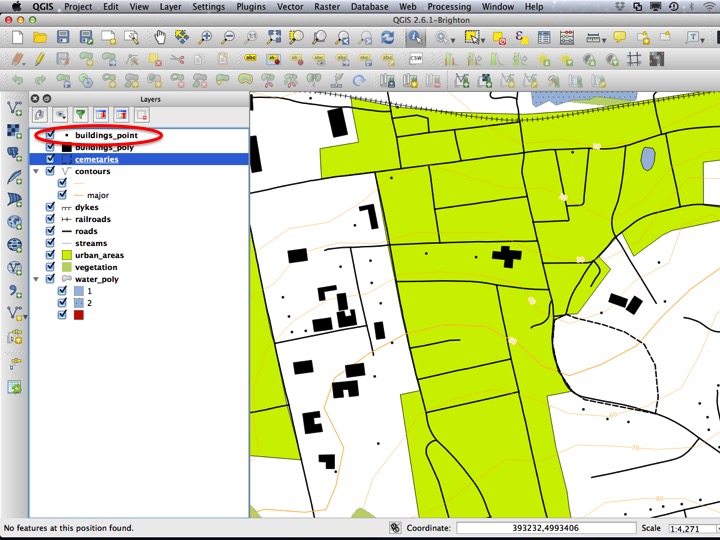 QGIS File Edit View Layer Settings Plugins Vector Raster Database Web Processing Window Help
QGIS 2.6.1-Brighton
CSW
Layers
buildings_point
buildings_poly
cemetaries
contours
major
dykes
railroads
roads
streams
urban_areas
vegetation
water_poly
1
2
No features at this position found.
Coordinate: 393232,4993406 Scale 1:4,271